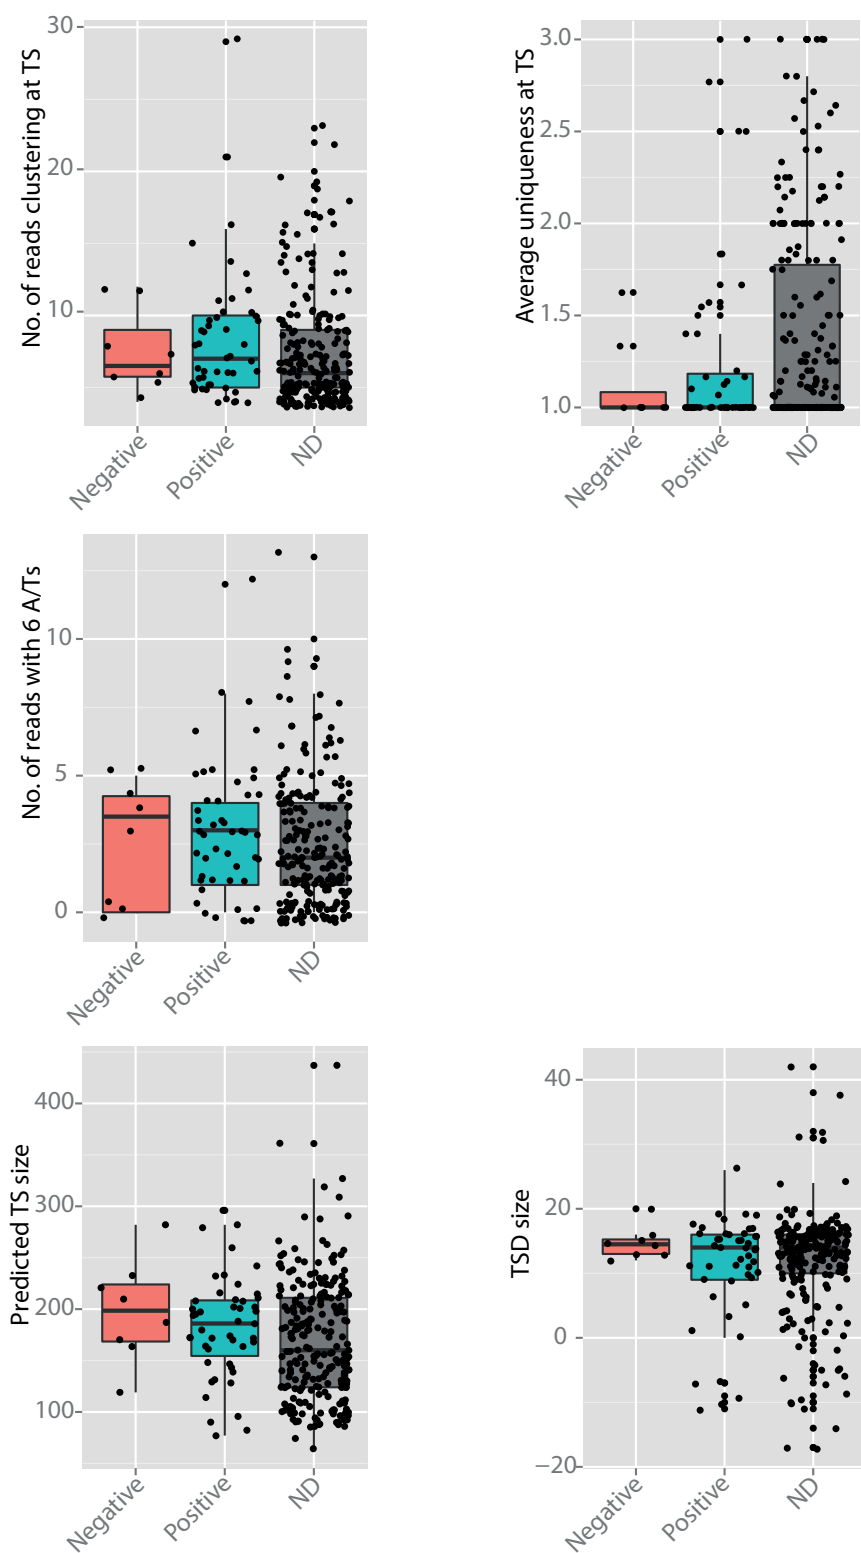 No. of reads clustering at TS
30
20
10
Negative
Positive
ND
Average uniqueness at TS
3.0
2.5
2.0
1.5
1.0
Negative
Positive
ND
No. of reads with 6 A/Ts
10
5
0
Negative
Positive
ND
Predicted TS size
400
300
200
100
Negative
Positive
ND
TSD size
40
20
0
−20
Negative
Positive
ND